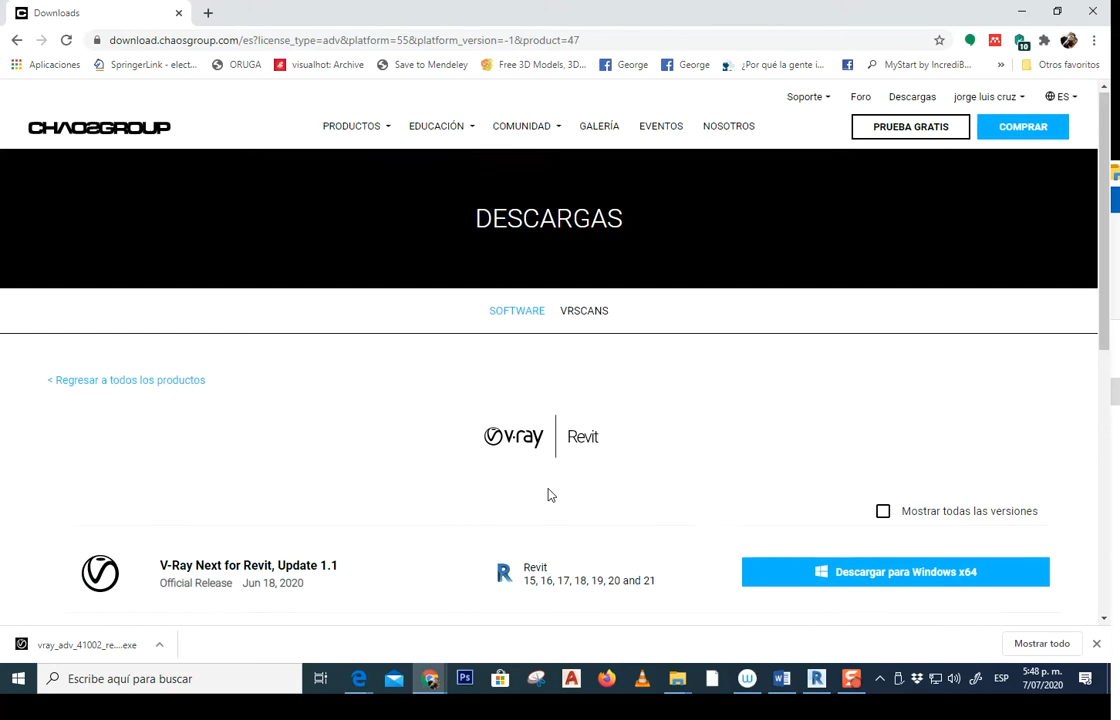 Downloads
download.chaosgroup.com/es?license_type=adv&platform=55&platform_version=-1&product=47
Aplicaciones SpringerLink - elect... ORUGA visualhot: Archive Save to Mendeley Free 3D Models, 3D... George George ¿Por qué la gente i... MyStart by IncrediB... » Otros favoritos
Soporte Foro Descargas jorge luis cruz ES
CHAOSGROUP PRODUCTOS EDUCACIÓN COMUNIDAD GALERÍA EVENTOS NOSOTROS PRUEBA GRATIS COMPRAR
DESCARGAS
SOFTWARE VRSCANS
< Regresar a todos los productos
v·ray Revit
Mostrar todas las versiones
V-Ray Next for Revit, Update 1.1
Official Release Jun 18, 2020
Revit
15, 16, 17, 18, 19, 20 and 21
Descargar para Windows x64
vray_adv_41002_re....exe Mostrar todo
Escribe aquí para buscar
ESP
5:48 p. m.
7/07/2020